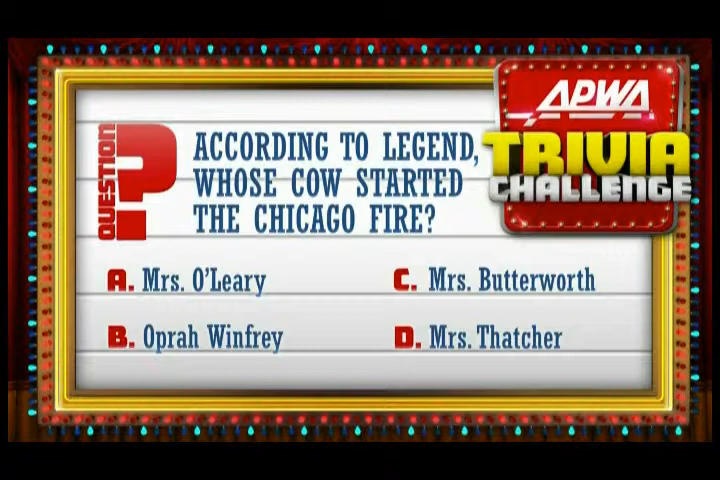 APWA
TRIVIA
CHALLENGE
QUESTION
?
ACCORDING TO LEGEND,
WHOSE COW STARTED
THE CHICAGO FIRE?
A. Mrs. O'Leary
C. Mrs. Butterworth
B. Oprah Winfrey
D. Mrs. Thatcher